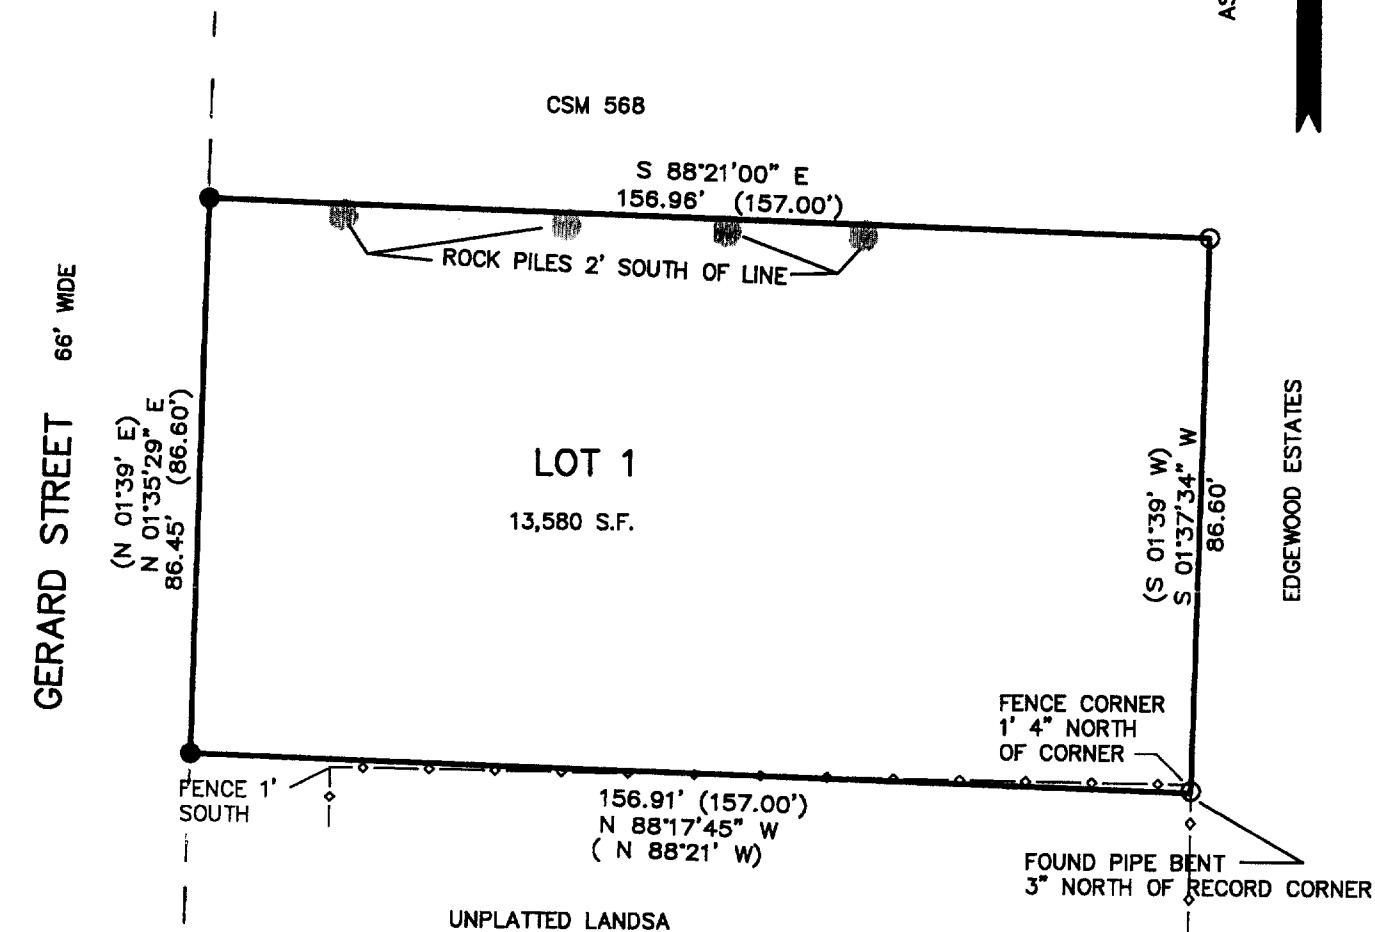 AS
CSM 568
S 88°21'00" E
156.96' (157.00')
ROCK PILES 2' SOUTH OF LINE
GERARD STREET 66' WIDE
(N 01°39' E)
N 01°35'29" E
86.45' (86.60')
LOT 1
13,580 S.F.
(S 01°39' W)
S 01°37'34" W
86.60'
EDGEWOOD ESTATES
FENCE CORNER
1' 4" NORTH
OF CORNER
FENCE 1'
SOUTH
156.91' (157.00')
N 88°17'45" W
( N 88°21' W)
FOUND PIPE BENT
3" NORTH OF RECORD CORNER
UNPLATTED LANDSA